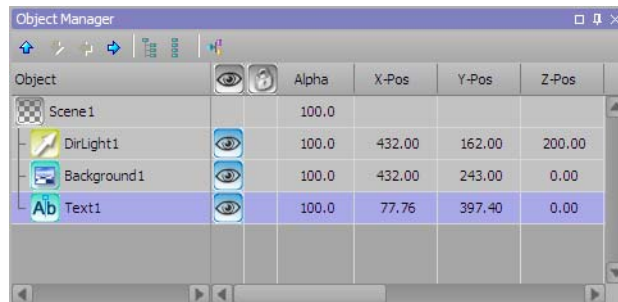 Object Manager
Object Alpha X-Pos Y-Pos Z-Pos
Scene1 100.0
DirLight1 100.0 432.00 162.00 200.00
Background1 100.0 432.00 243.00 0.00
Ab Text1 100.0 77.76 397.40 0.00